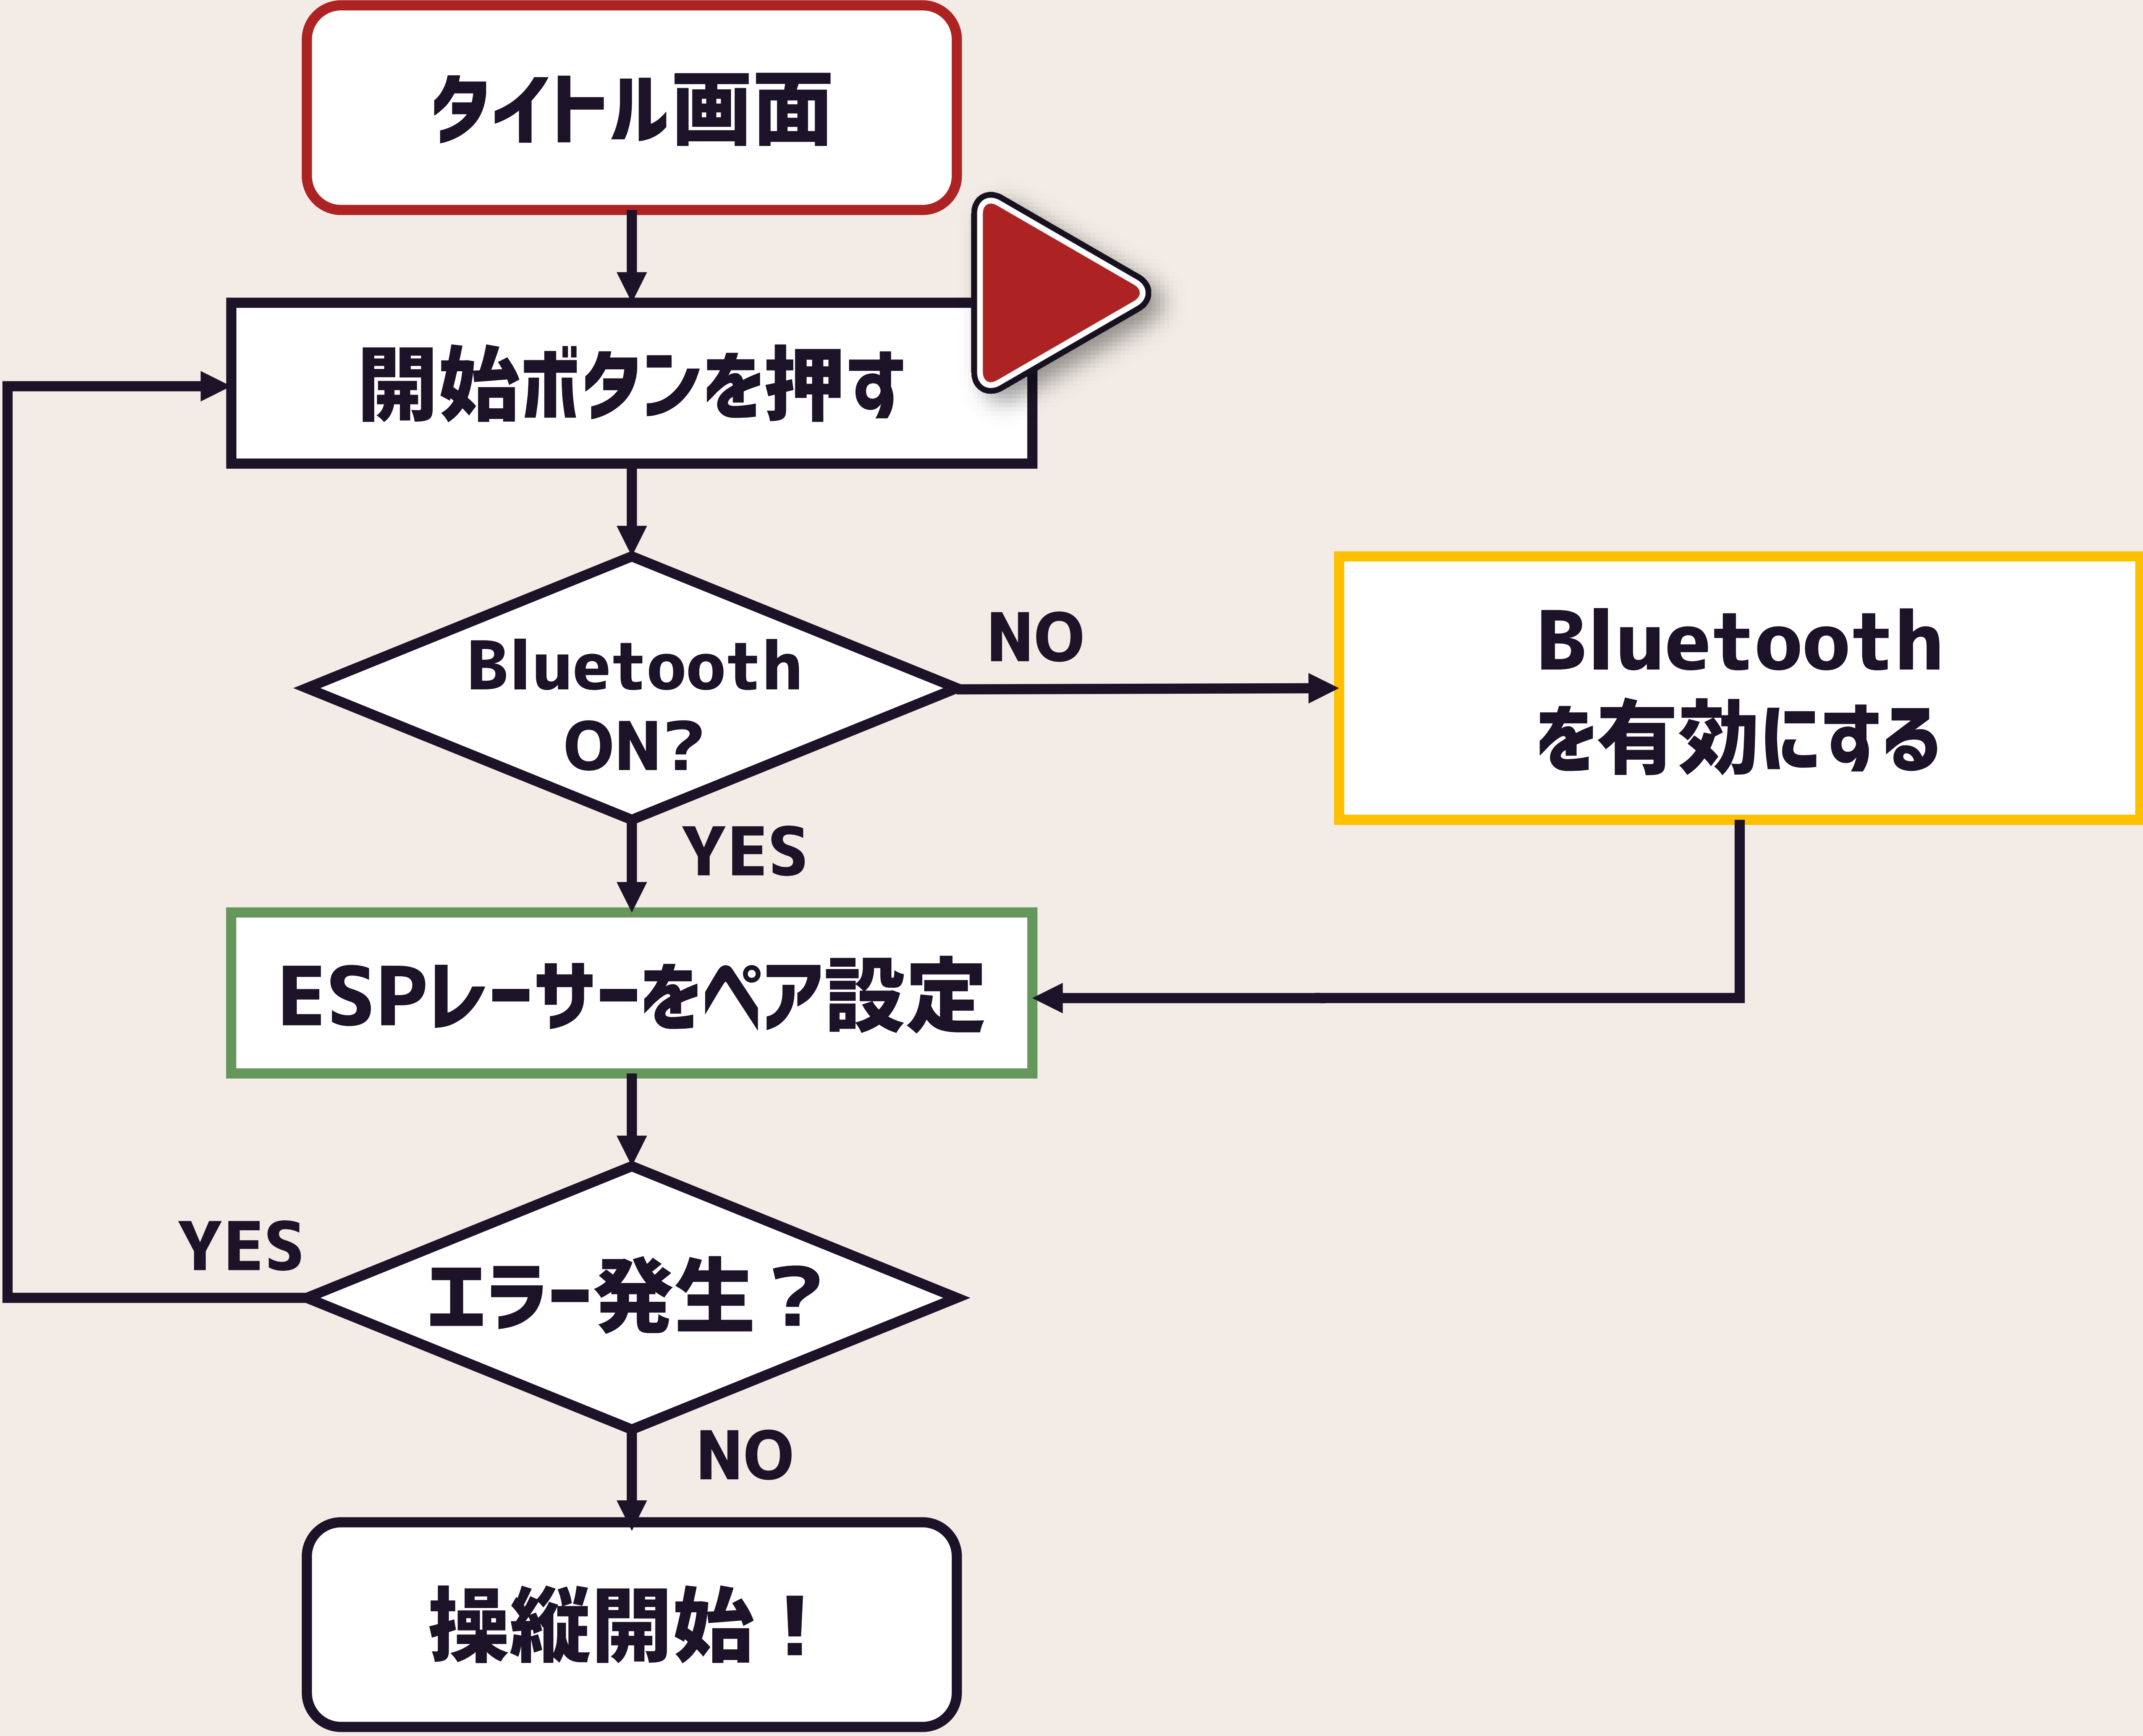 タイトル画面
開始ボタンを押す
Bluetooth
ON?
NO
Bluetooth
を有効にする
YES
ESPレーサーをペア設定
YES
エラー発生？
NO
操縦開始！